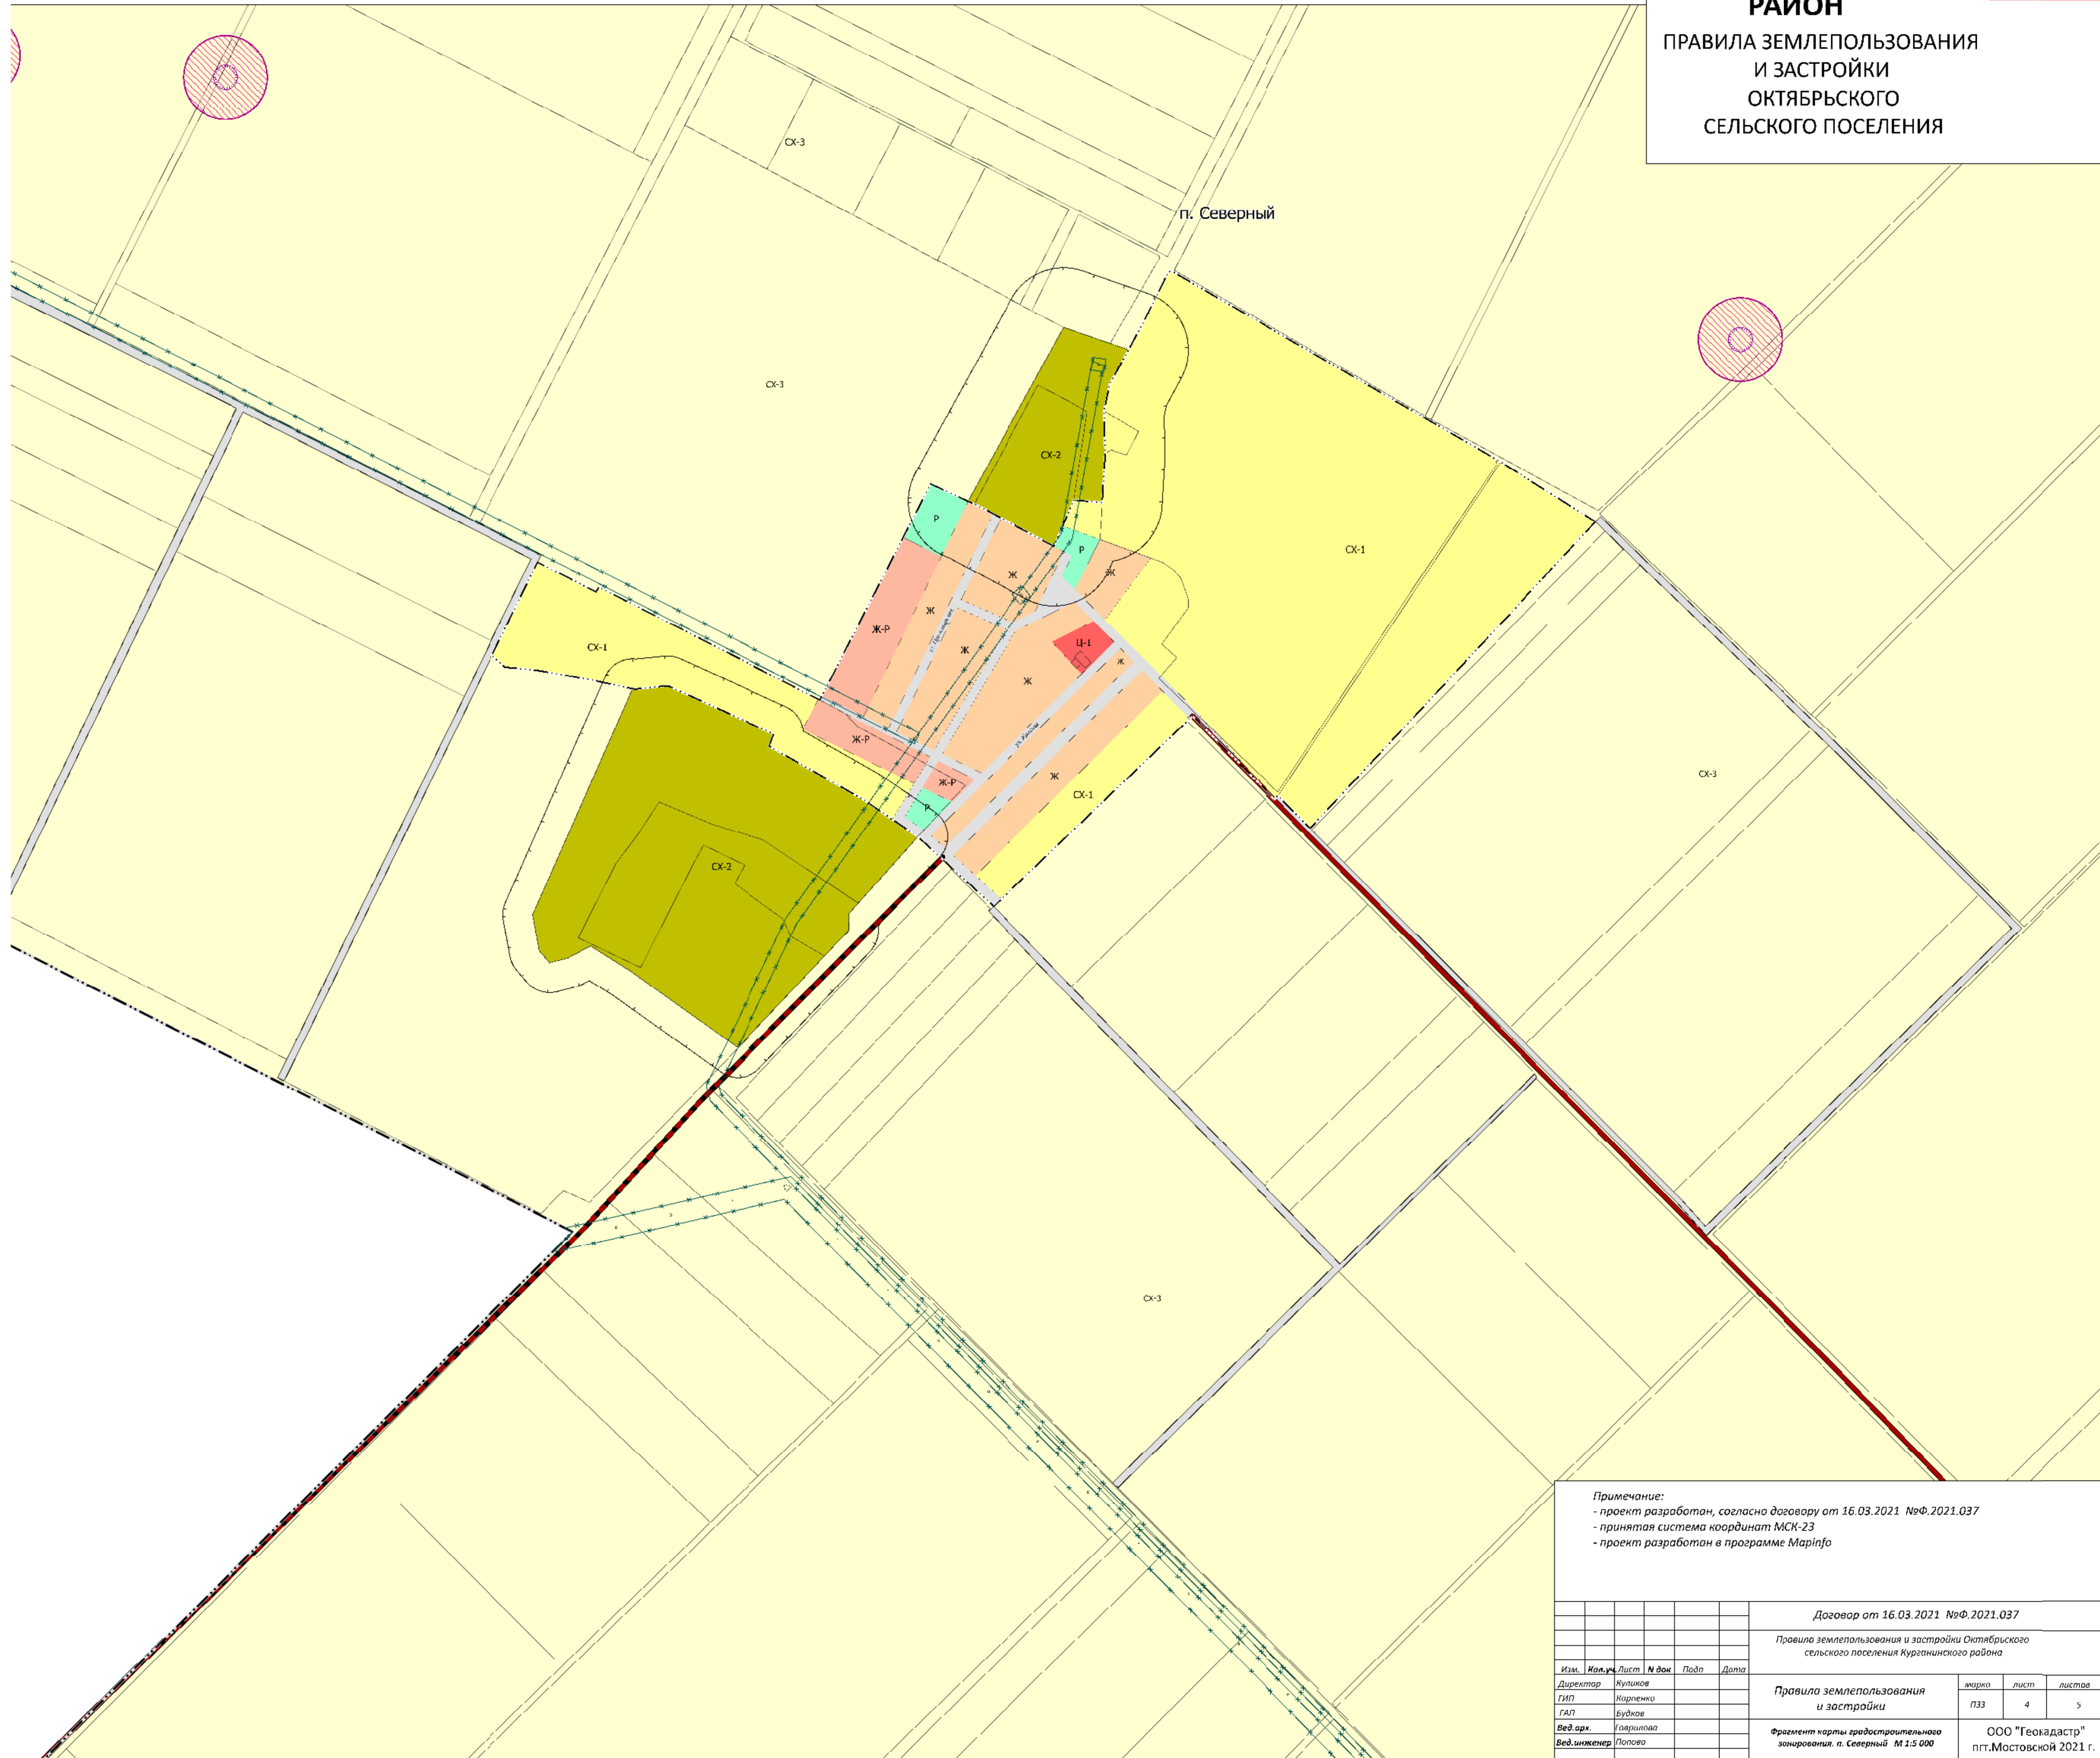 РАЙОН
ПРАВИЛА ЗЕМЛЕПОЛЬЗОВАНИЯ
И ЗАСТРОЙКИ
ОКТЯБРЬСКОГО
СЕЛЬСКОГО ПОСЕЛЕНИЯ
СХ-3
п. Северный
СХ-3
СХ-2
Р
Р
СХ-1
Ж
Ж
Ж
Ж-Р
Ц-1
СХ-1
Ж
Ж
Ж
Ж-Р
Ж
СХ-3
Ж-Р
СХ-1
Р
СХ-2
СХ-3
Примечание:
- проект разработан, согласно договору от 16.03.2021 №Ф.2021.037
- принятая система координат МСК-23
- проект разработан в программе Mapinfo
Договор от 16.03.2021 №Ф.2021.037
Правила землепользования и застройки Октябрьского
сельского поселения Курганинского района
Изм. Кол.уч Лист N док Подп Дата
Директор Куликов
ГИП Карпенко
ГАП Будков
Вед.арх. Гаврилова
Вед.инженер Попова
Правила землепользования
и застройки
марка лист листов
ПЗЗ 4 5
Фрагмент карты градостроительного
зонирования. п. Северный М 1:5 000
ООО "Геокадастр"
пгт.Мостовской 2021 г.